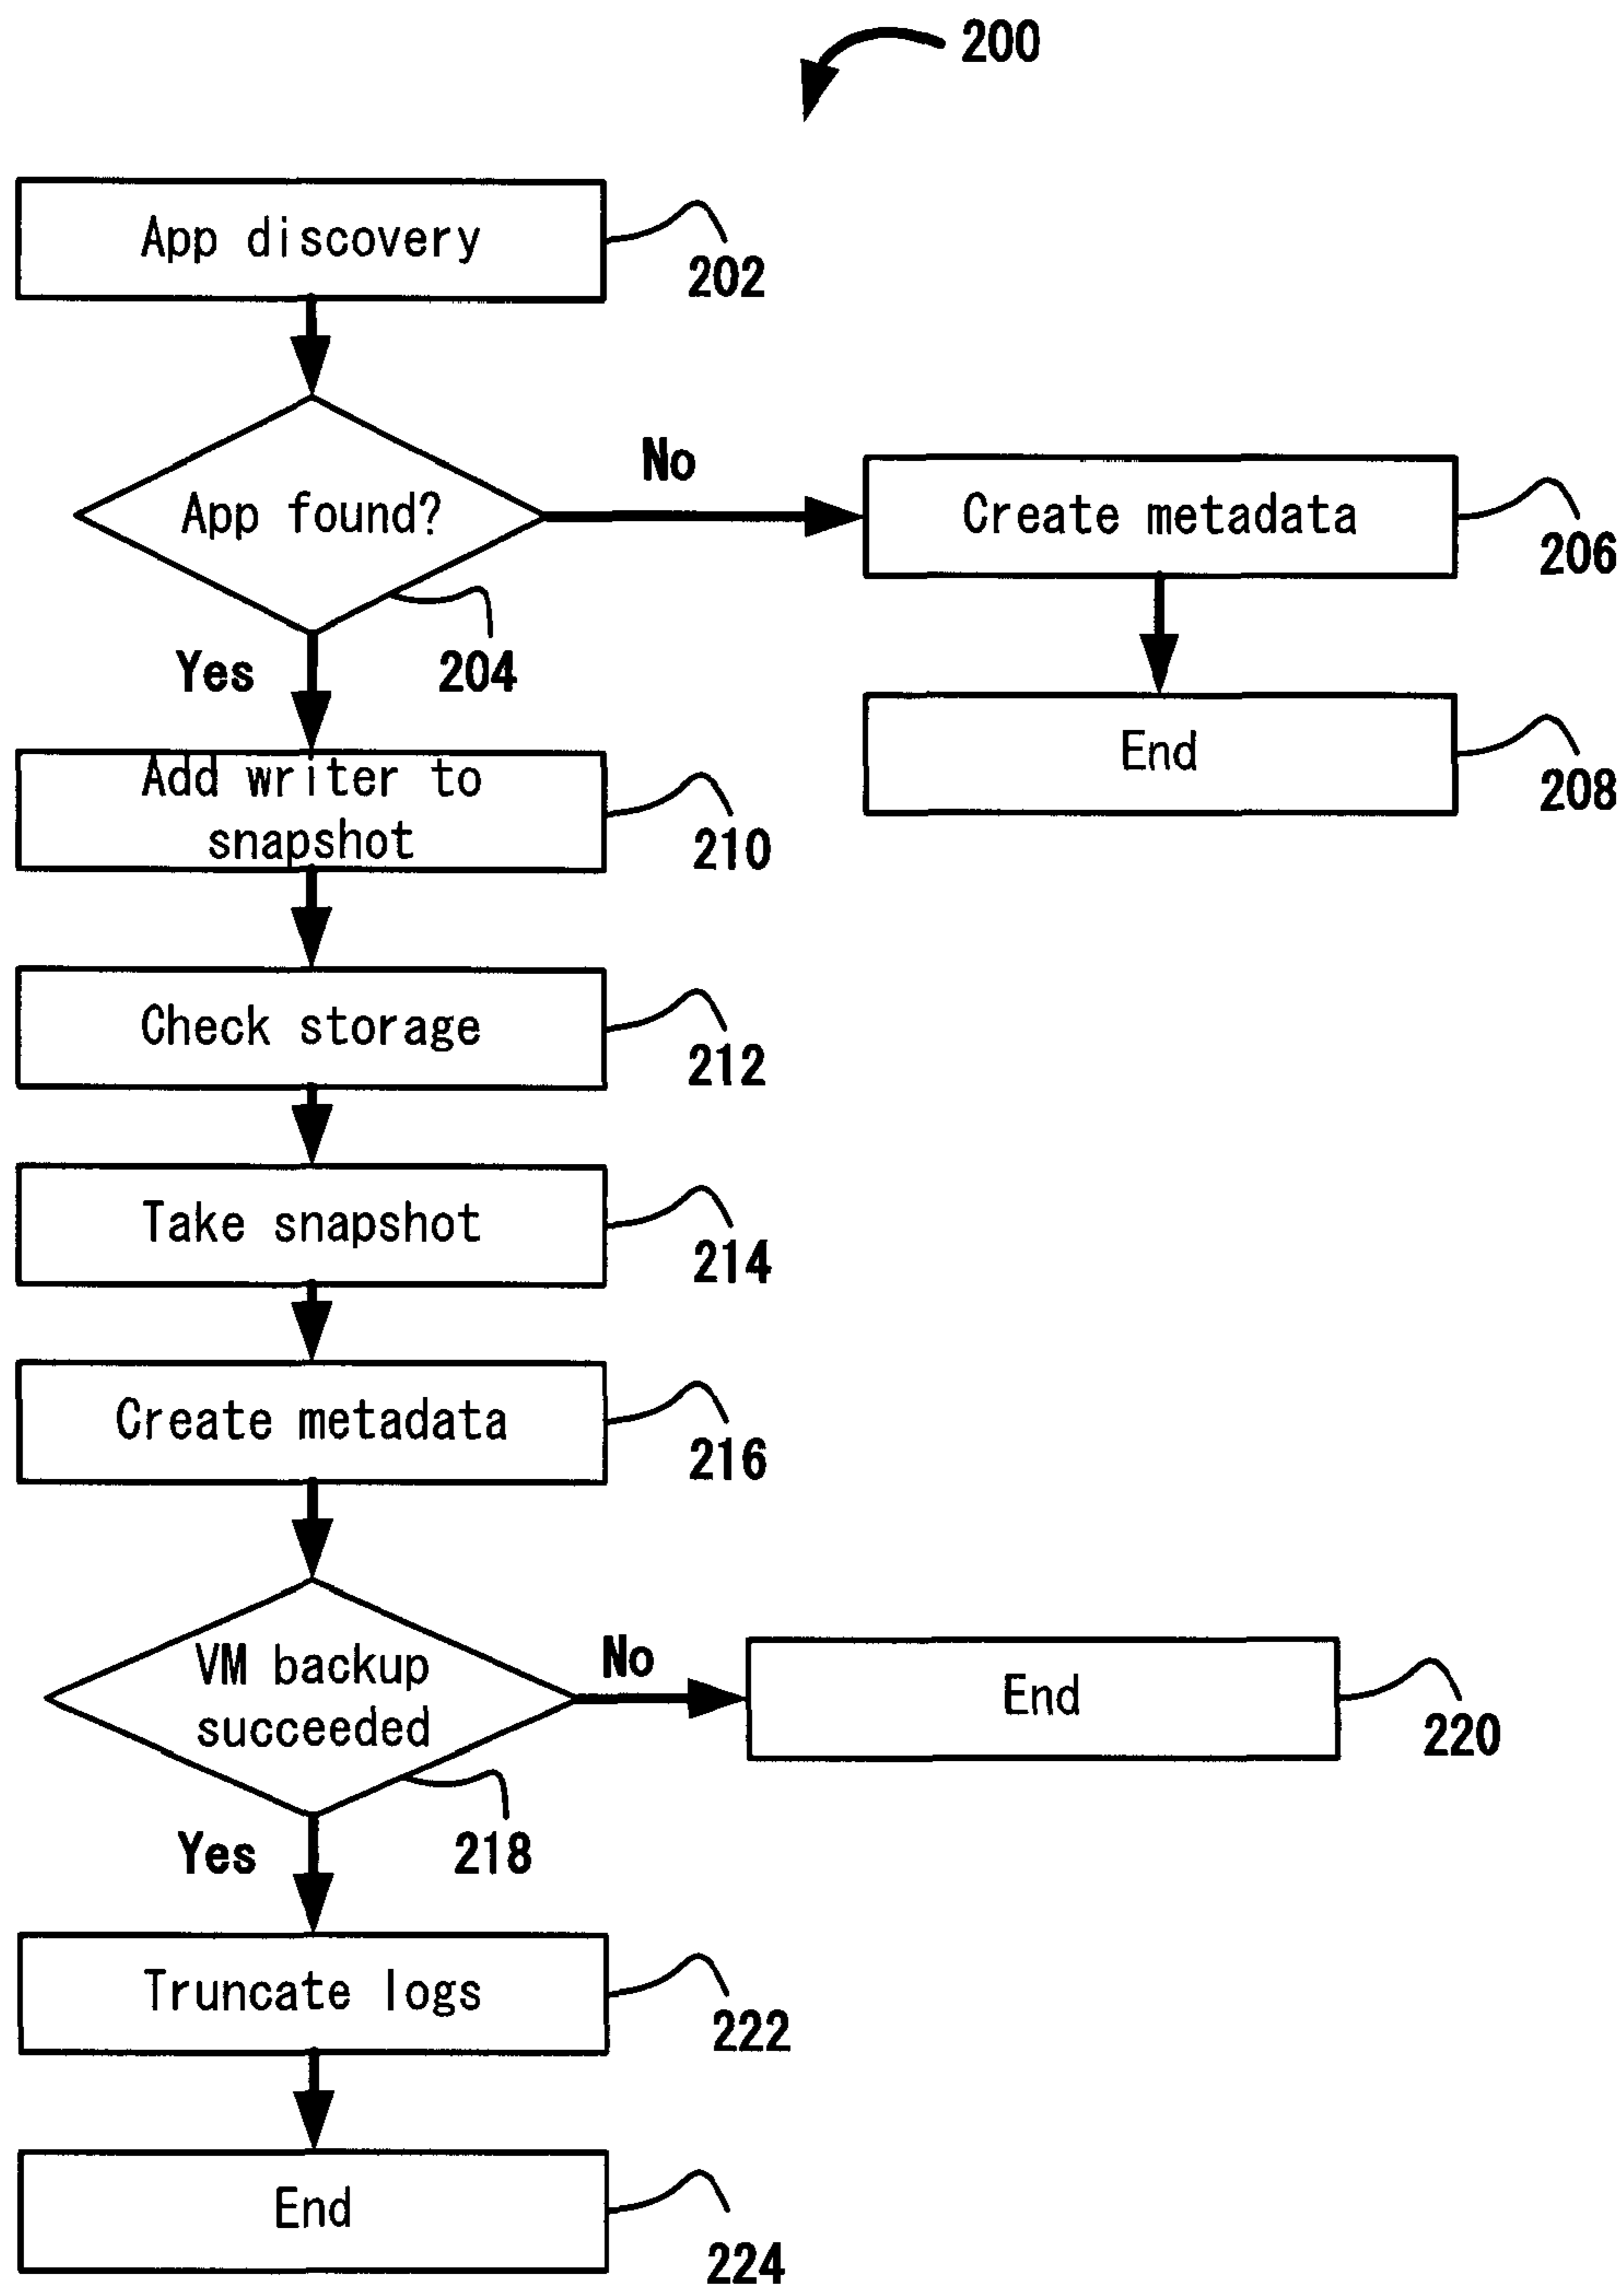 200
App discovery
202
App found?
No
Create metadata
206
204
Yes
End
208
Add writer to
snapshot
210
Check storage
212
Take snapshot
214
Create metadata
216
VM backup
succeeded
No
End
220
218
Yes
Truncate logs
222
End
224